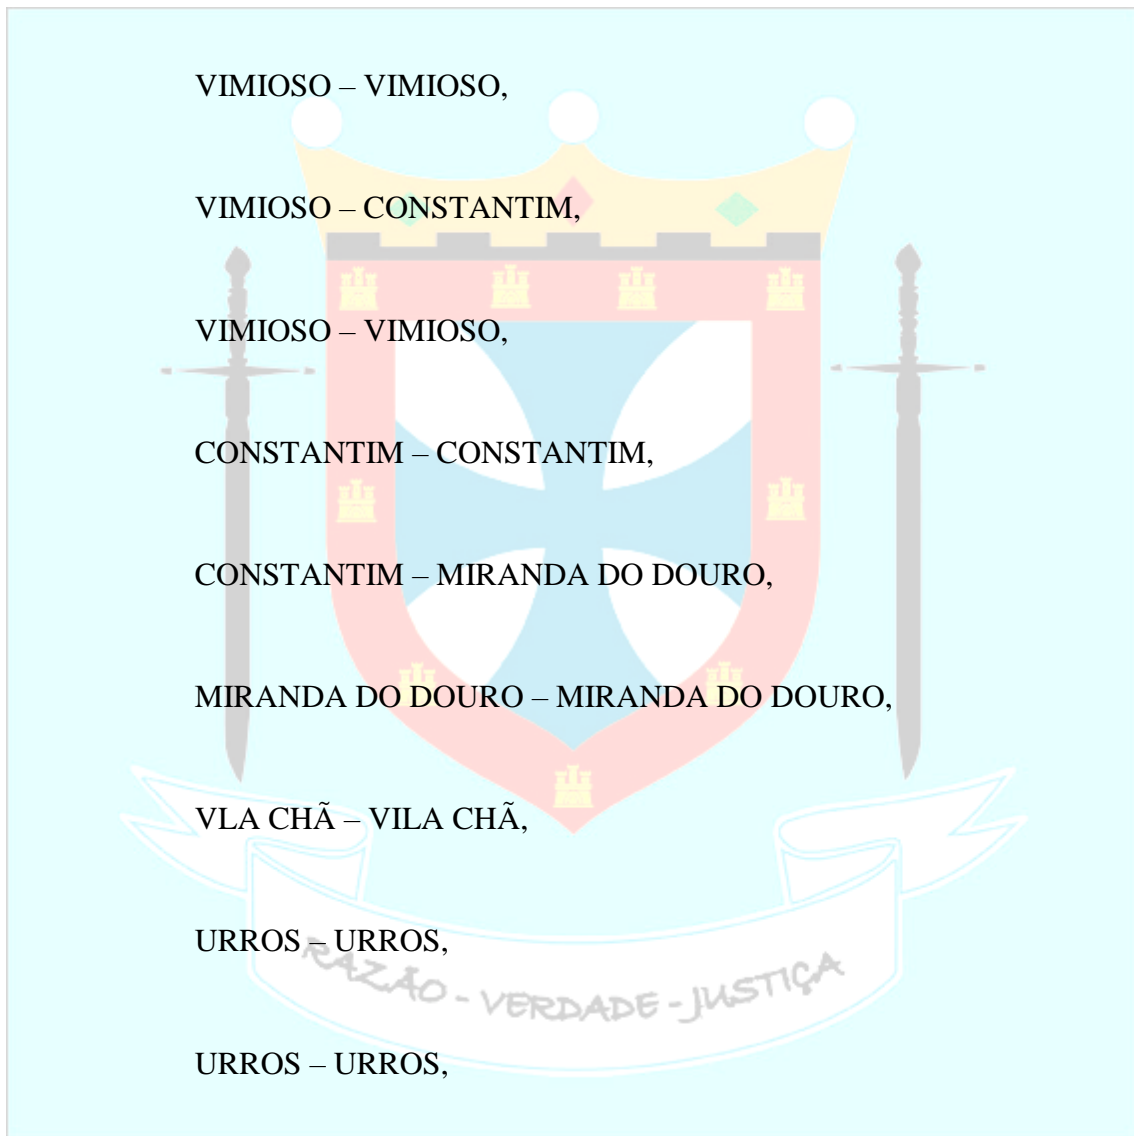 VIMIOSO – VIMIOSO,
VIMIOSO – CONSTANTIM,
VIMIOSO – VIMIOSO,
CONSTANTIM – CONSTANTIM,
CONSTANTIM – MIRANDA DO DOURO,
MIRANDA DO DOURO – MIRANDA DO DOURO,
VLA CHÃ – VILA CHÃ,
URROS – URROS,
RAZÃO - VERDADE - JUSTIÇA
URROS – URROS,